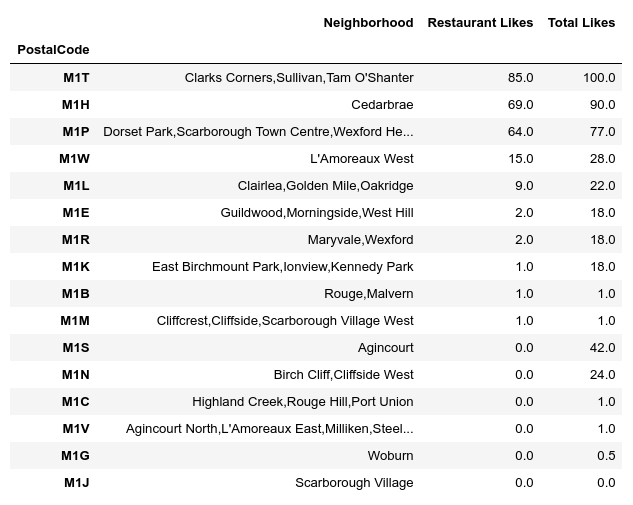 Neighborhood Restaurant Likes Total Likes
PostalCode
M1T Clarks Corners,Sullivan,Tam O'Shanter 85.0 100.0
M1H Cedarbrae 69.0 90.0
M1P Dorset Park,Scarborough Town Centre,Wexford He... 64.0 77.0
M1W L'Amoreaux West 15.0 28.0
M1L Clairlea,Golden Mile,Oakridge 9.0 22.0
M1E Guildwood,Morningside,West Hill 2.0 18.0
M1R Maryvale,Wexford 2.0 18.0
M1K East Birchmount Park,Ionview,Kennedy Park 1.0 18.0
M1B Rouge,Malvern 1.0 1.0
M1M Cliffcrest,Cliffside,Scarborough Village West 1.0 1.0
M1S Agincourt 0.0 42.0
M1N Birch Cliff,Cliffside West 0.0 24.0
M1C Highland Creek,Rouge Hill,Port Union 0.0 1.0
M1V Agincourt North,L'Amoreaux East,Milliken,Steel... 0.0 1.0
M1G Woburn 0.0 0.5
M1J Scarborough Village 0.0 0.0